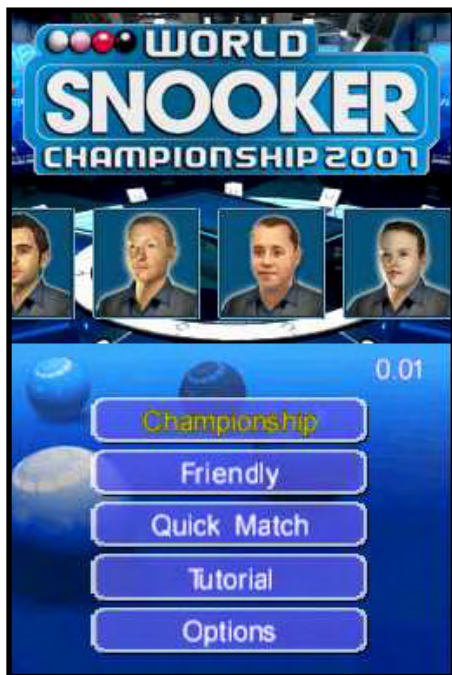 WORLD
SNOOKER
CHAMPIONSHIP 2007
0.01
Championship
Friendly
Quick Match
Tutorial
Options